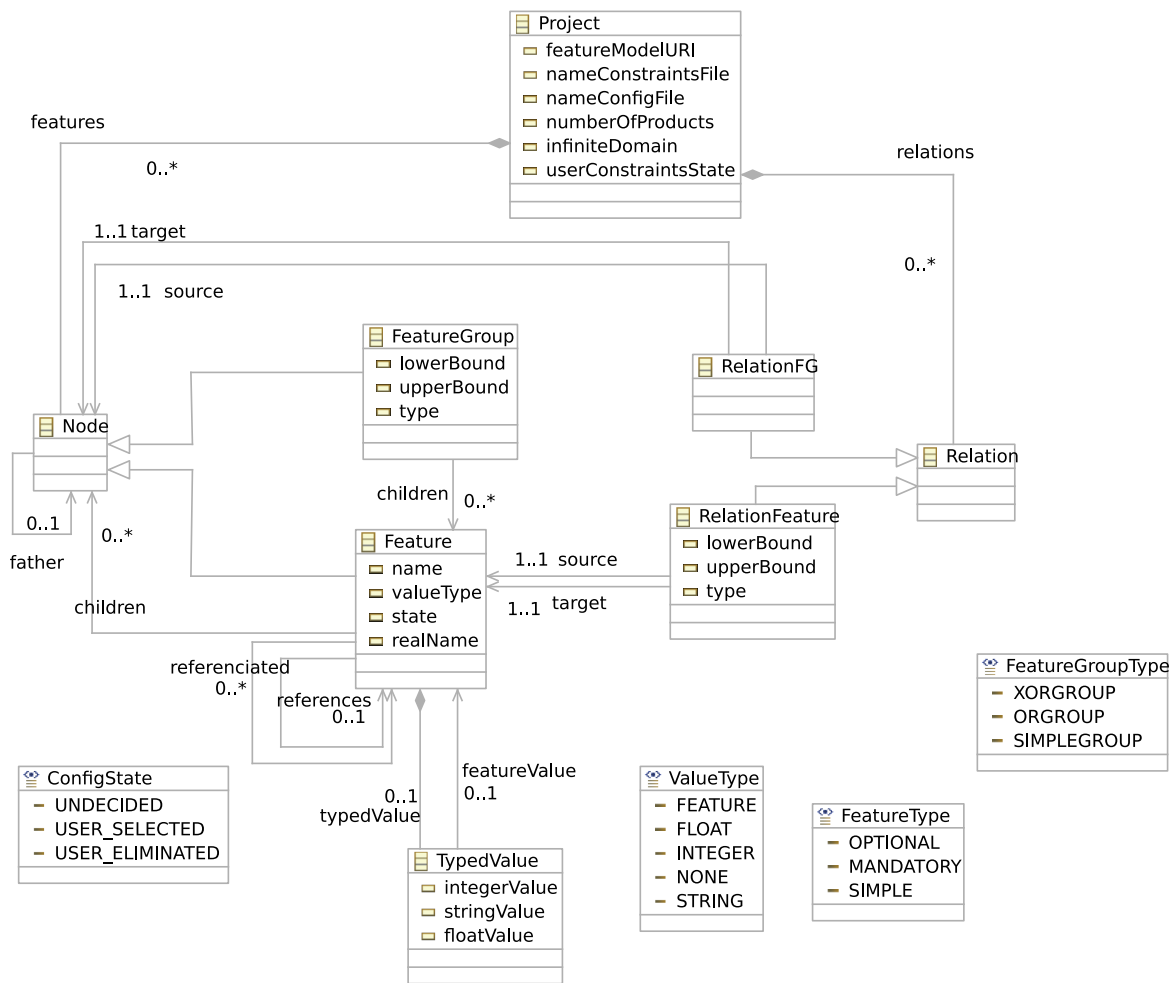 Project
featureModelURI
nameConstraintsFile
nameConfigFile
numberOfProducts
infiniteDomain
userConstraintsState
features
0..*
relations
0..*
1..1 target
1..1 source
FeatureGroup
lowerBound
upperBound
type
RelationFG
Node
Relation
0..1
father
0..*
children
children
0..*
RelationFeature
lowerBound
upperBound
type
Feature
name
valueType
state
realName
1..1 source
1..1 target
referenciated
0..*
references
0..1
FeatureGroupType
XORGROUP
ORGROUP
SIMPLEGROUP
ConfigState
UNDECIDED
USER_SELECTED
USER_ELIMINATED
0..1
typedValue
featureValue
0..1
ValueType
FEATURE
FLOAT
INTEGER
NONE
STRING
FeatureType
OPTIONAL
MANDATORY
SIMPLE
TypedValue
integerValue
stringValue
floatValue